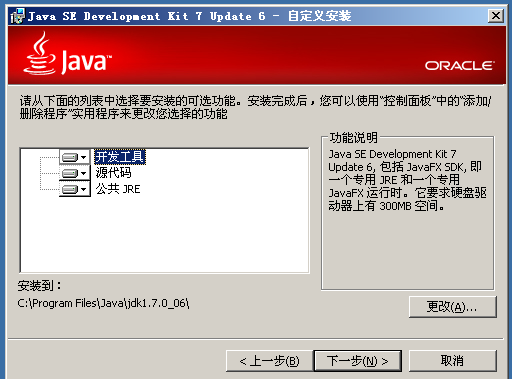 Java SE Development Kit 7 Update 6 - 自定义安装
Java™
ORACLE
请从下面的列表中选择要安装的可选功能。安装完成后，您可以使用“控制面板”中的“添加/
删除程序”实用程序来更改您选择的功能
开发工具
源代码
公共 JRE
功能说明
Java SE Development Kit 7
Update 6, 包括 JavaFX SDK, 即
一个专用 JRE 和一个专用
JavaFX 运行时。它要求硬盘驱
动器上有 300MB 空间。
安装到：
C:\Program Files\Java\jdk1.7.0_06\
更改(A)...
< 上一步(B)
下一步(N) >
取消